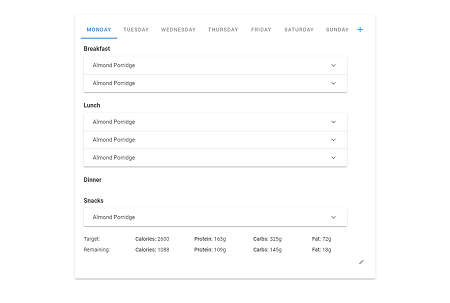 MONDAY TUESDAY WEDNESDAY THURSDAY FRIDAY SATURDAY SUNDAY +
Breakfast
Almond Porridge
Almond Porridge
Lunch
Almond Porridge
Almond Porridge
Almond Porridge
Dinner
Snacks
Almond Porridge
Target: Calories: 2600 Protein: 163g Carbs: 325g Fat: 72g
Remaining: Calories: 1088 Protein: 109g Carbs: 145g Fat: 18g